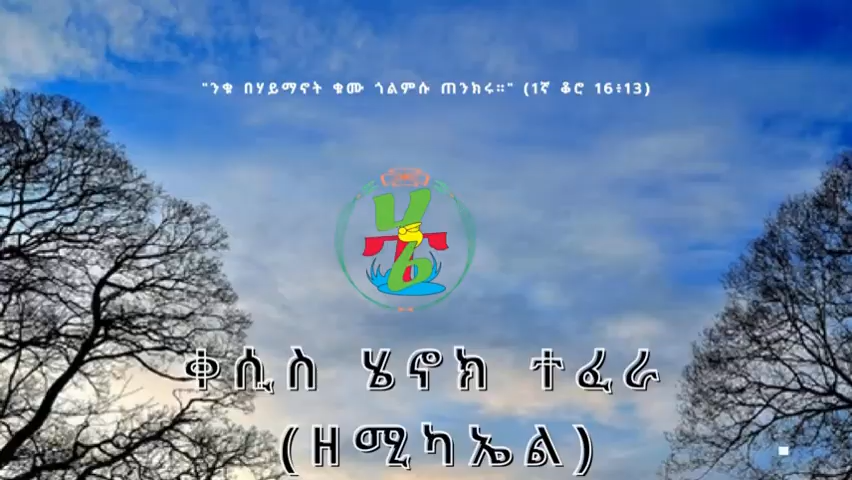 "ንቁ በሃይማኖት ቁሙ ጎልምሱ ጠንክሩ።" (1ኛ ቆሮ 16፥13)
ቀሲስ ሄኖክ ተፈራ
(ዘሚካኤል)